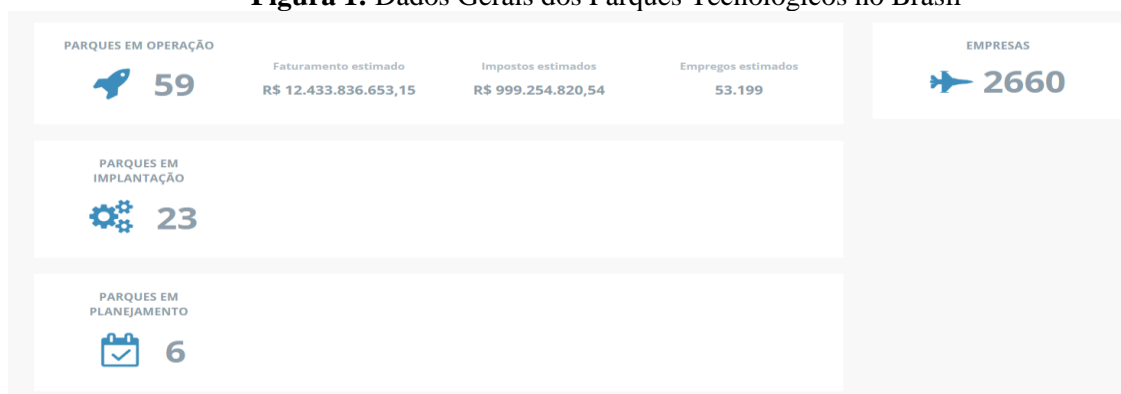 Figura 1: Dados Gerais dos Parques Tecnológicos no Brasil
PARQUES EM OPERAÇÃO
59
Faturamento estimado
R$ 12.433.836.653,15
Impostos estimados
R$ 999.254.820,54
Empregos estimados
53.199
EMPRESAS
2660
PARQUES EM
IMPLANTAÇÃO
23
PARQUES EM
PLANEJAMENTO
6